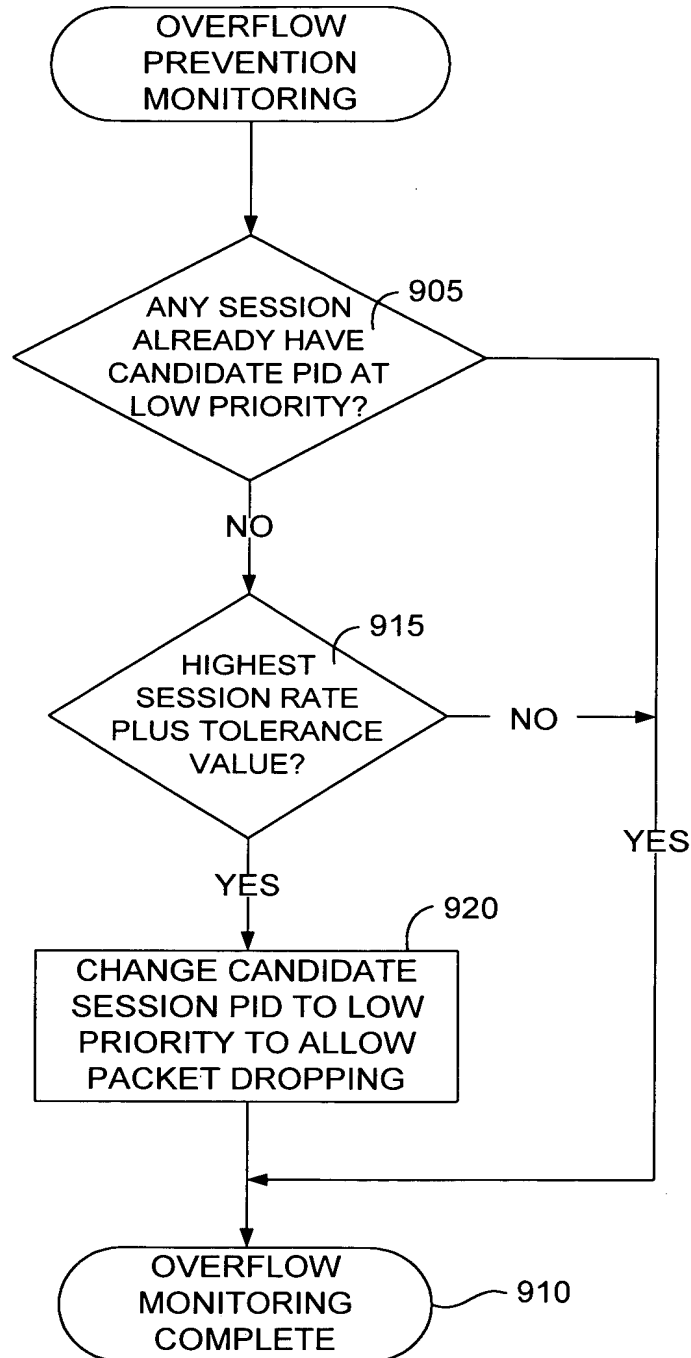 OVERFLOW
PREVENTION
MONITORING
905
ANY SESSION
ALREADY HAVE
CANDIDATE PID AT
LOW PRIORITY?
NO
915
HIGHEST
SESSION RATE
PLUS TOLERANCE
VALUE?
NO
YES
YES
920
CHANGE CANDIDATE
SESSION PID TO LOW
PRIORITY TO ALLOW
PACKET DROPPING
OVERFLOW
MONITORING
COMPLETE
910